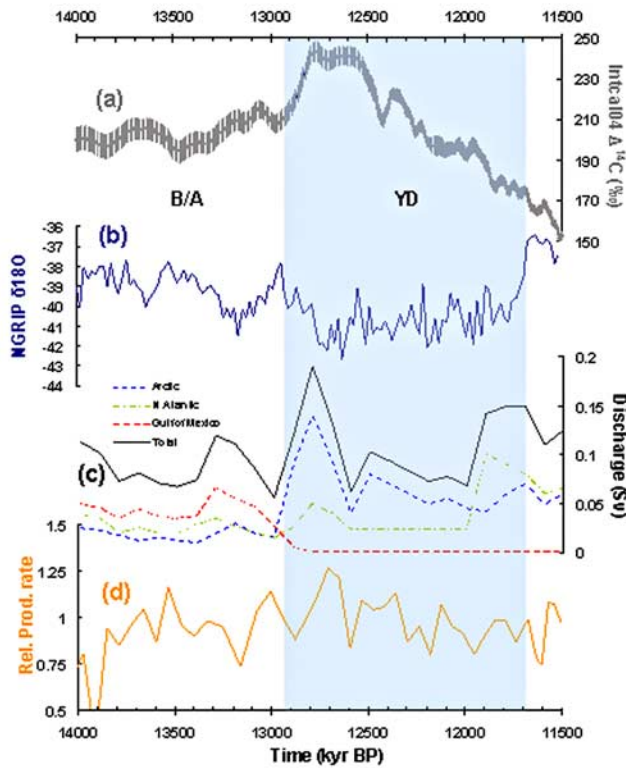 14000 13500 13000 12500 12000 11500
250
230
210
190
170
150
Intcal04 Δ ¹⁴C (‰)
(a)
B/A YD
(b)
-36
-37
-38
-39
-40
-41
-42
-43
-44
NGRIP δ18O
Arctic
N Atlantic
Gulf of Mexico
Total
0.2
0.15
0.1
0.05
0
Discharge (Sv)
(c)
1.5
1.25
1
0.75
0.5
Rel. Prod. rate
(d)
14000 13500 13000 12500 12000 11500
Time (kyr BP)